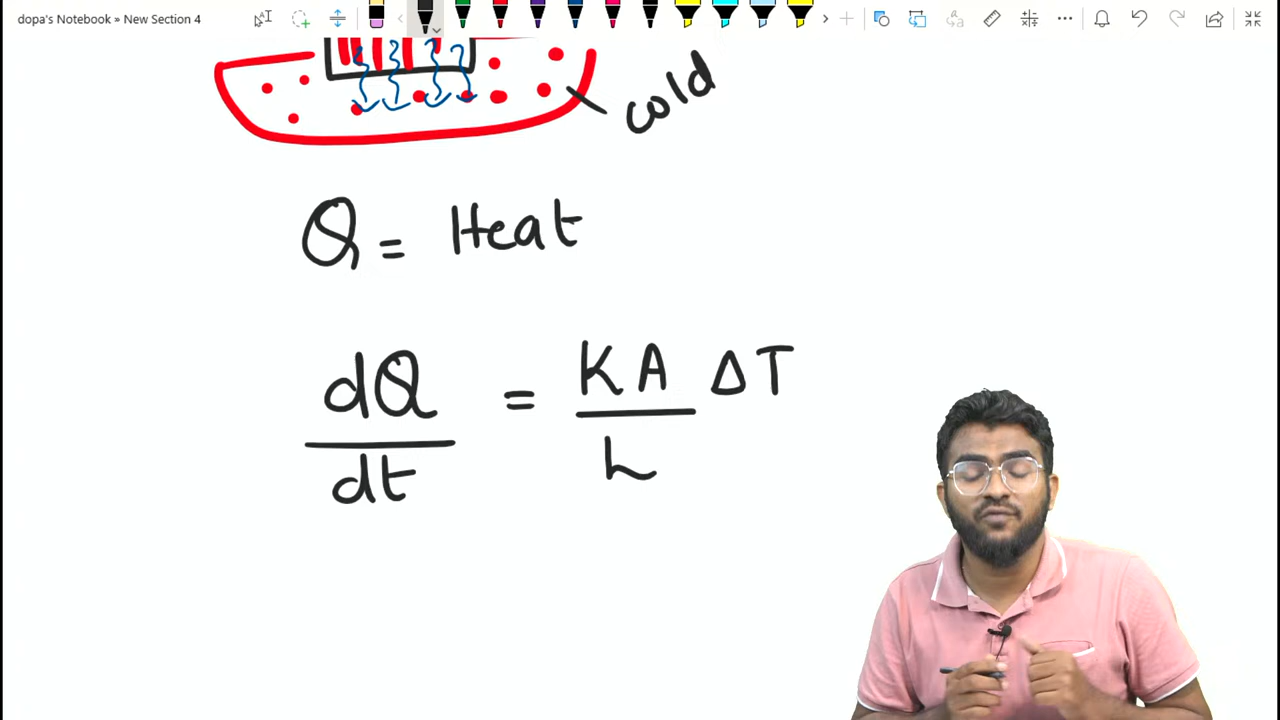 dopa's Notebook » New Section 4
cold
Q = Heat
dQ/dt = KA/L ΔT